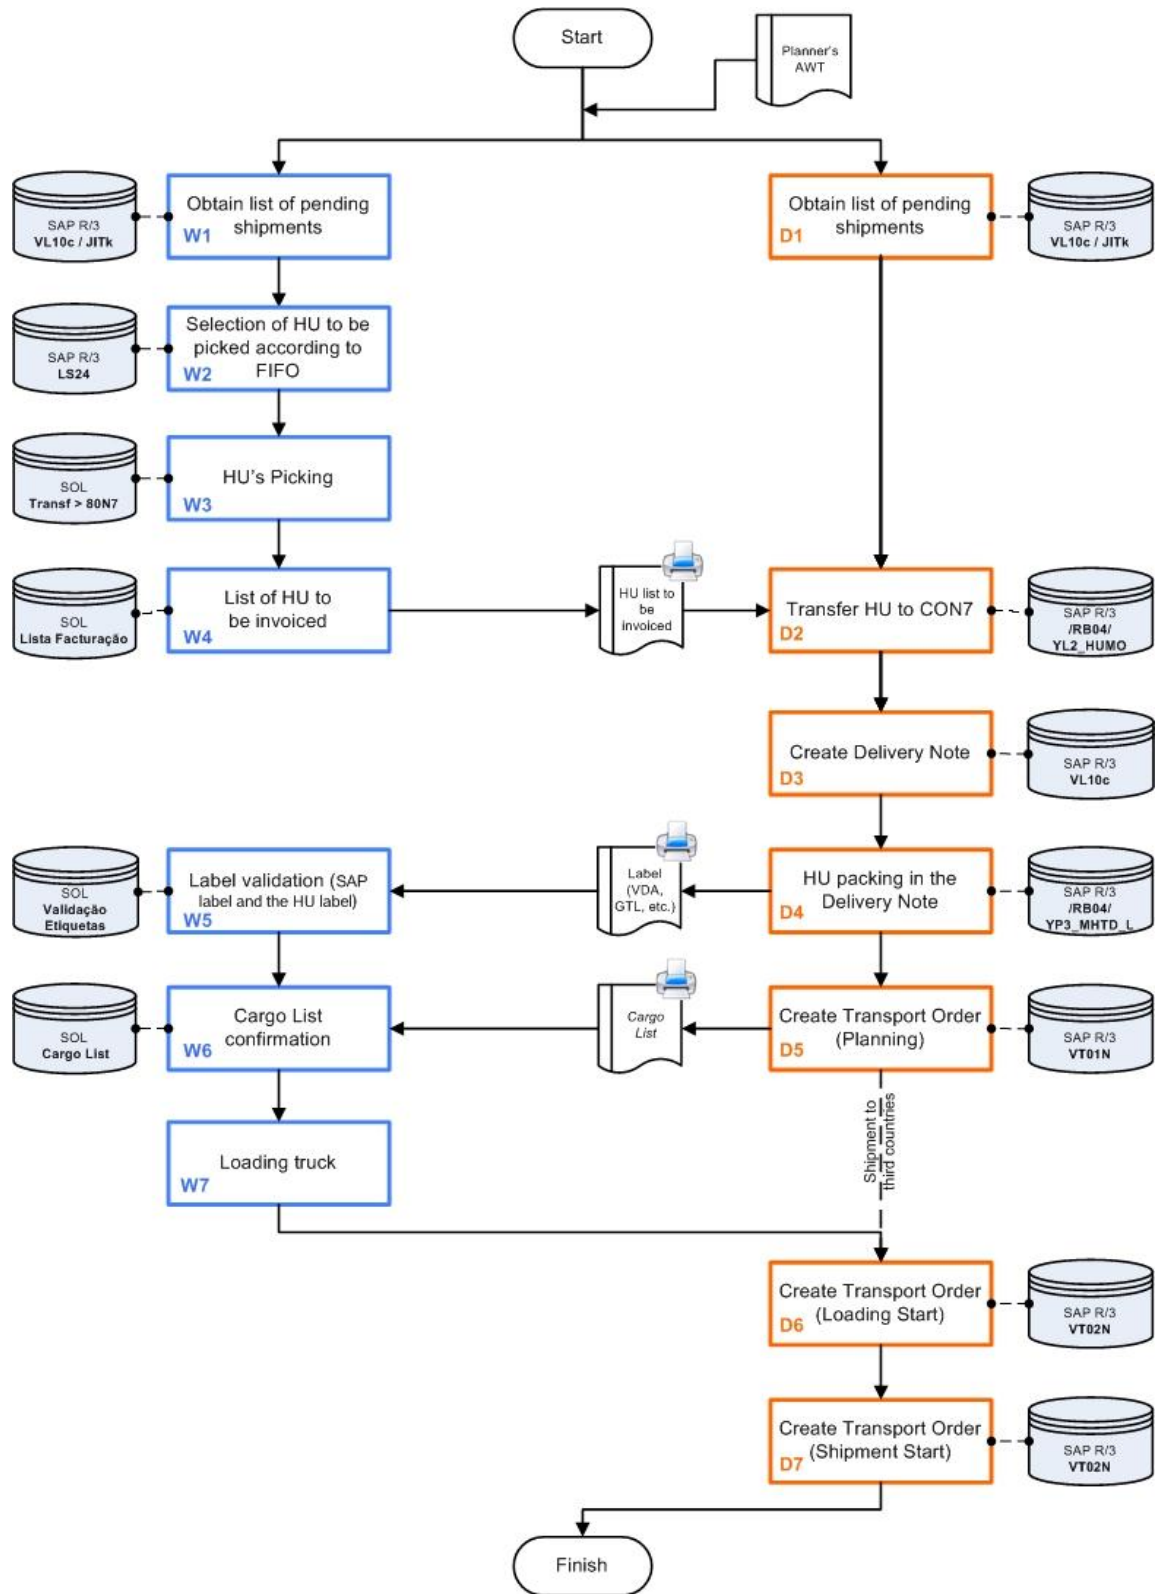 Start
Planner's
AWT
SAP R/3
VL10c / JITk
Obtain list of pending
shipments
W1
Obtain list of pending
shipments
D1
SAP R/3
VL10c / JITk
SAP R/3
LS24
Selection of HU to be
picked according to
FIFO
W2
SOL
Transf > 80N7
HU's Picking
W3
SOL
Lista Facturação
List of HU to
be invoiced
W4
HU list to
be
invoiced
Transfer HU to CON7
D2
SAP R/3
/RB04/
YL2_HUMO
Create Delivery Note
D3
SAP R/3
VL10c
SOL
Validação
Etiquetas
Label validation (SAP
label and the HU label)
W5
Label
(VDA,
GTL, etc.)
HU packing in the
Delivery Note
D4
SAP R/3
/RB04/
YP3_MHTD_L
SOL
Cargo List
Cargo List
confirmation
W6
Cargo
List
Create Transport Order
(Planning)
D5
SAP R/3
VT01N
Loading truck
W7
Shipment to
third countries
Create Transport Order
(Loading Start)
D6
SAP R/3
VT02N
Create Transport Order
(Shipment Start)
D7
SAP R/3
VT02N
Finish